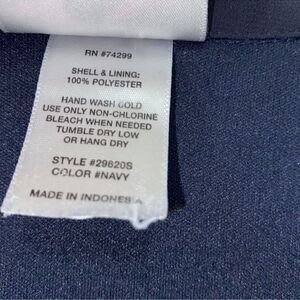 RN #74299
SHELL & LINING:
100% POLYESTER
HAND WASH COLD
USE ONLY NON-CHLORINE
BLEACH WHEN NEEDED
TUMBLE DRY LOW
OR HANG DRY
STYLE #29620S
COLOR #NAVY
MADE IN INDONESIA